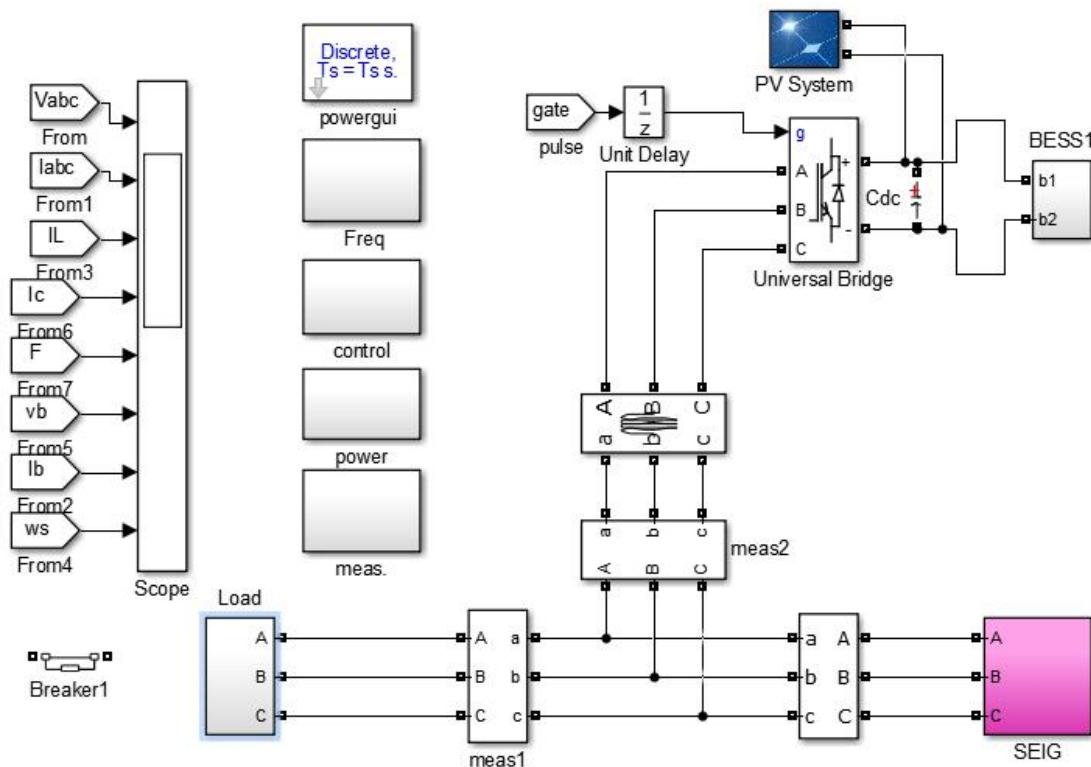 Discrete,
Ts = Ts s.
powergui
PV System
Vabc
From
gate
pulse
1
z
Unit Delay
g
A
B
C
+
-
Universal Bridge
Cdc
BESS1
b1
b2
Iabc
From1
Freq
IL
From3
Ic
From6
control
F
From7
vb
From5
power
Ib
From2
ws
From4
meas.
Scope
A B C
a b c
a b c
A B C
meas2
Load
A
B
C
A a
B b
C c
meas1
a A
b B
c C
A
B
C
SEIG
Breaker1